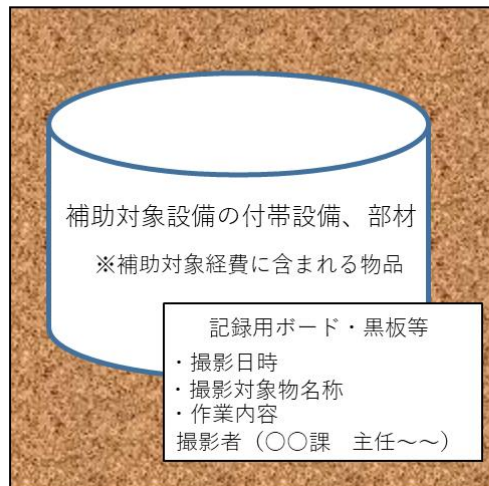 補助対象設備の付帯設備、部材
※補助対象経費に含まれる物品
記録用ボード・黒板等
・撮影日時
・撮影対象物名称
・作業内容
撮影者（〇〇課　主任～～）